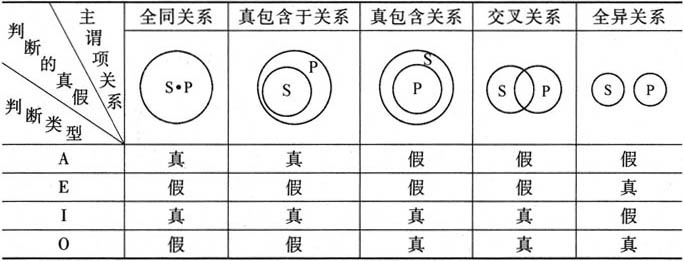 主谓项关系
判断的真假
判断类型
全同关系 真包含于关系 真包含关系 交叉关系 全异关系
S•P
P
S
S
P
S P
S P
A 真 真 假 假 假
E 假 假 假 假 真
I 真 真 真 真 假
O 假 假 真 真 真